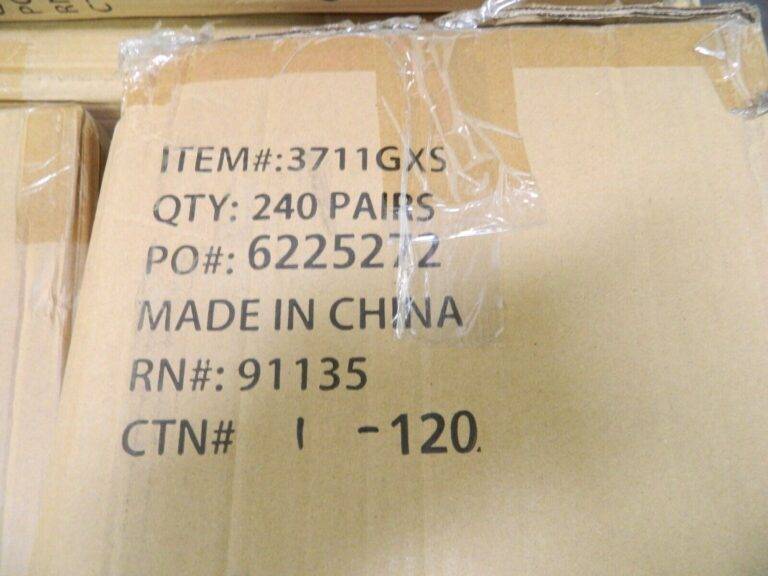 ITEM#:3711GXS
QTY: 240 PAIRS
PO#: 6225272
MADE IN CHINA
RN#: 91135
CTN# 1 -120